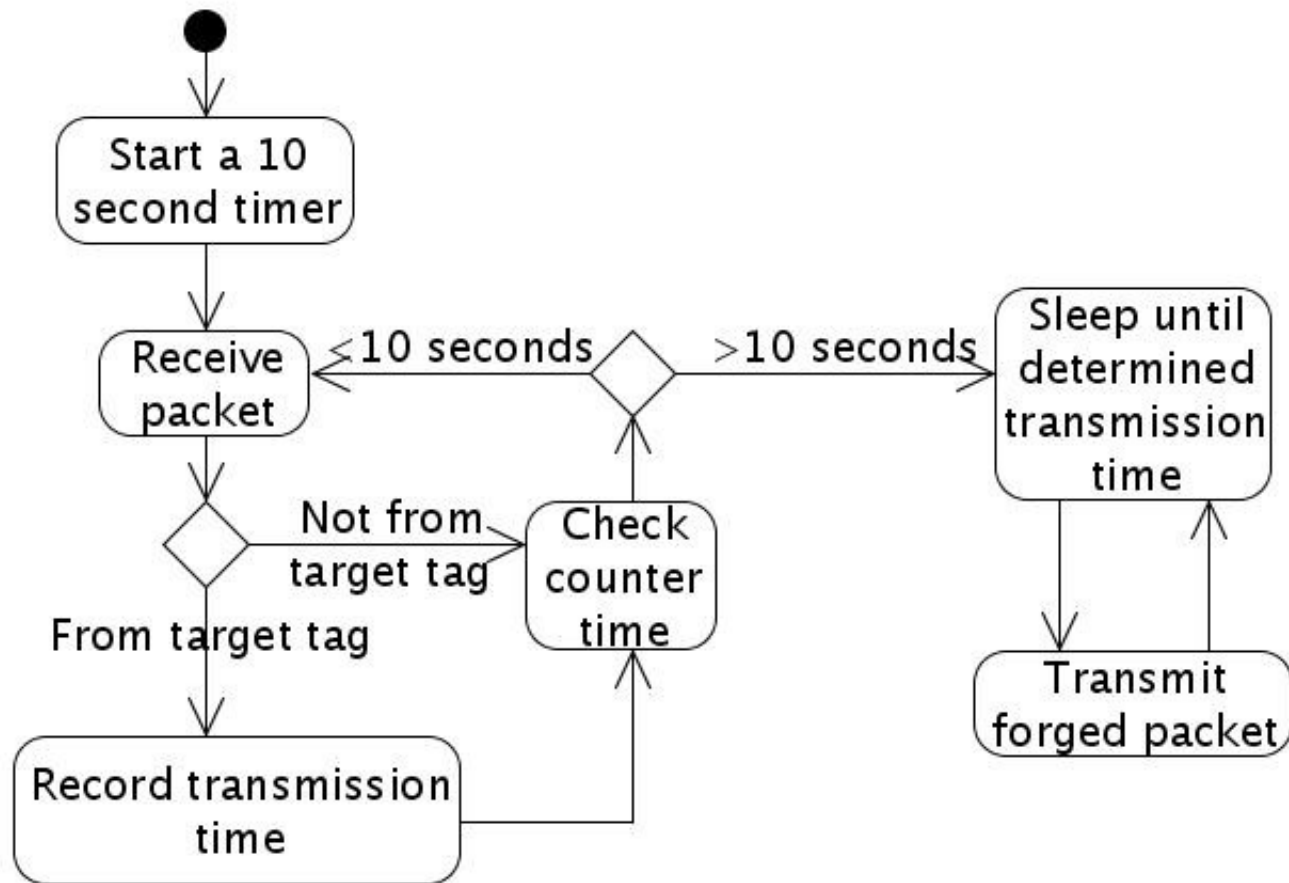 Start a 10
second timer
Receive
packet
<10 seconds
>10 seconds
Sleep until
determined
transmission
time
Not from
target tag
Check
counter
time
From target tag
Transmit
forged packet
Record transmission
time